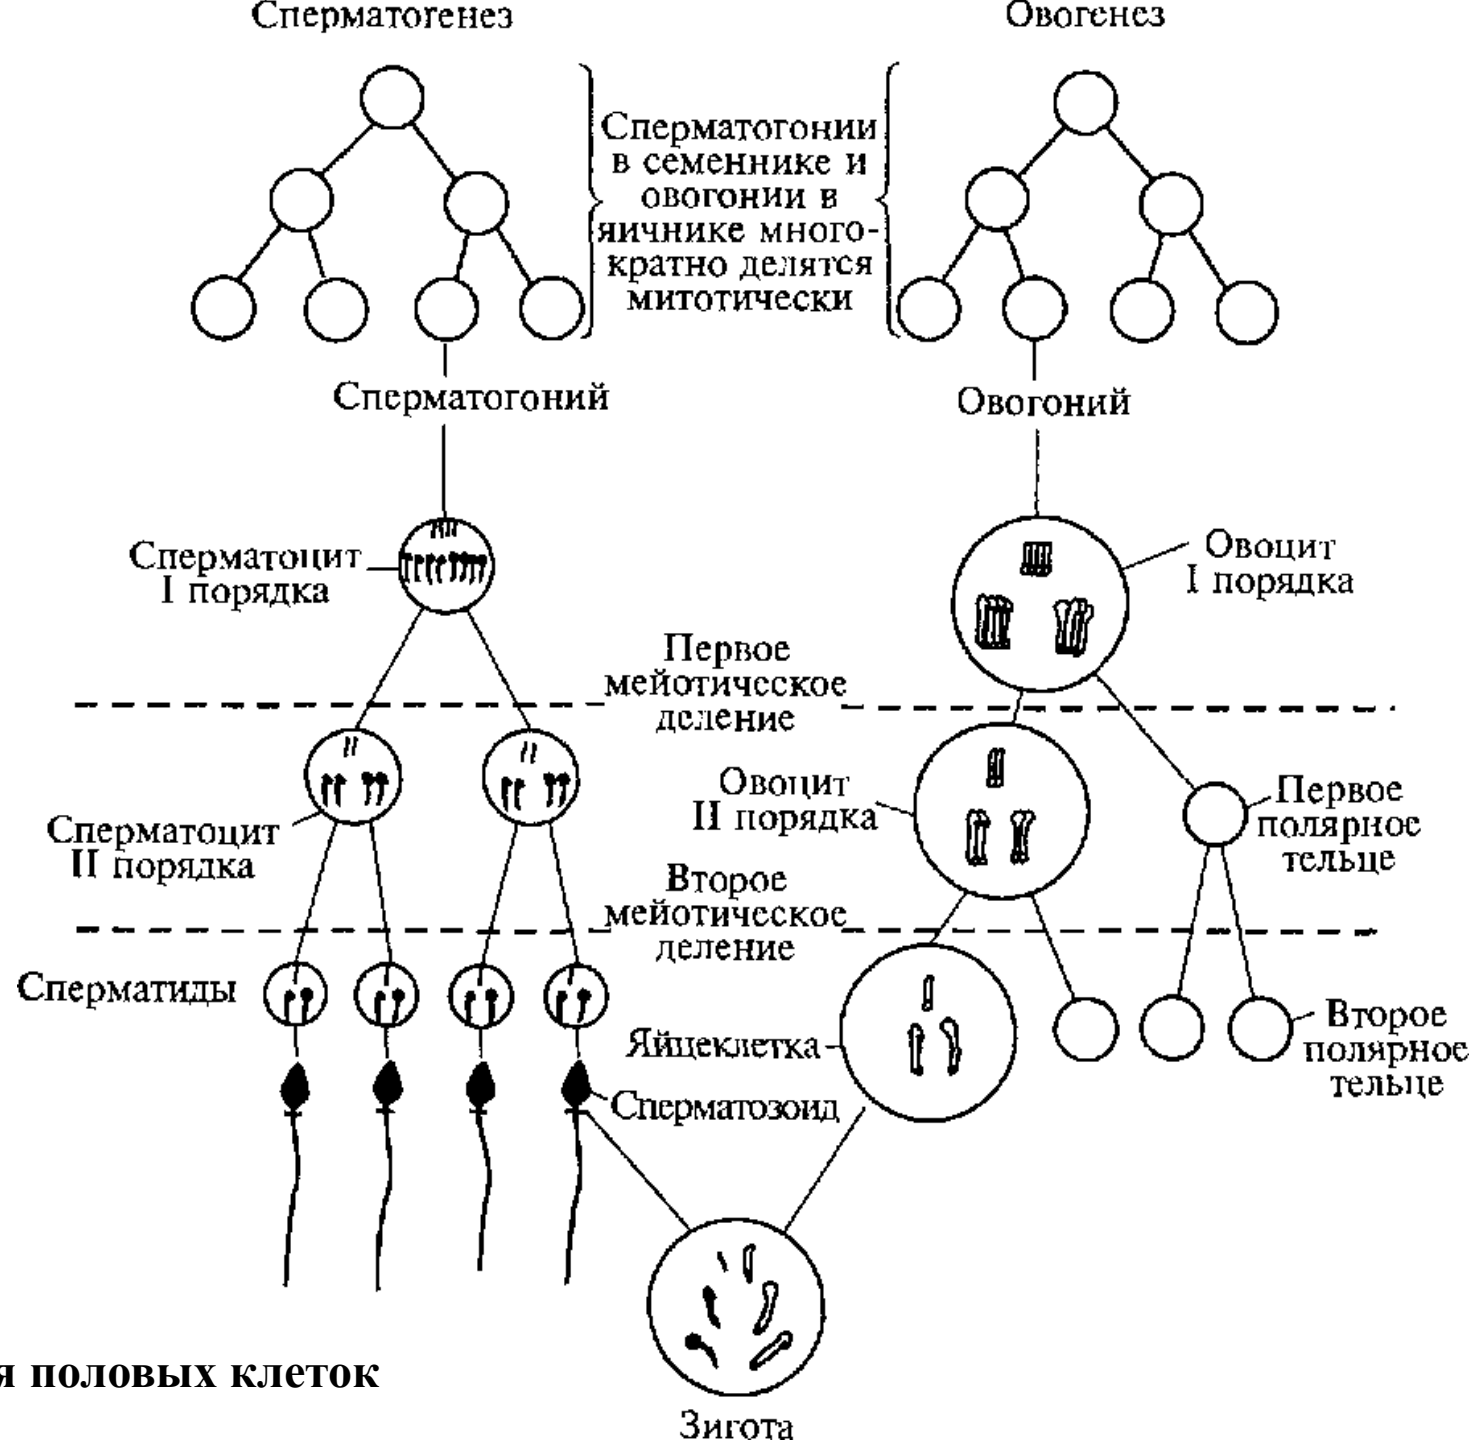 Сперматогенез
Овогенез
Сперматогонии
в семеннике и
овогонии в
яичнике много-
кратно делятся
митотически
Сперматогоний
Овогоний
Сперматоцит
I порядка
Овоцит
I порядка
Первое
мейотическое
деление
Сперматоцит
II порядка
Овоцит
II порядка
Первое
полярное
тельце
Второе
мейотическое
деление
Сперматиды
Яйцеклетка
Второе
полярное
тельце
Сперматозоид
я половых клеток
Зигота